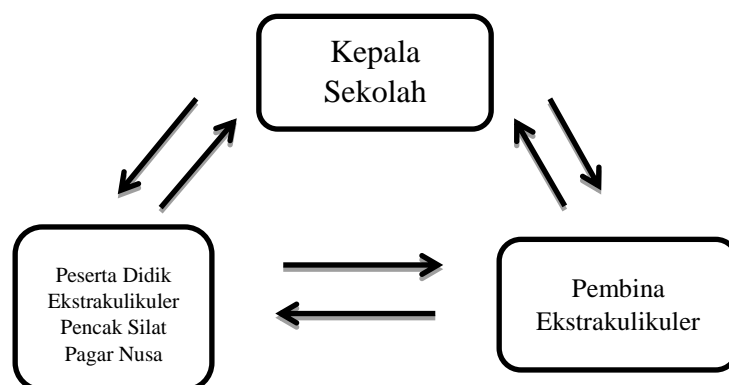 Kepala
Sekolah
Peserta Didik
Ekstrakulikuler
Pencak Silat
Pagar Nusa
Pembina
Ekstrakulikuler